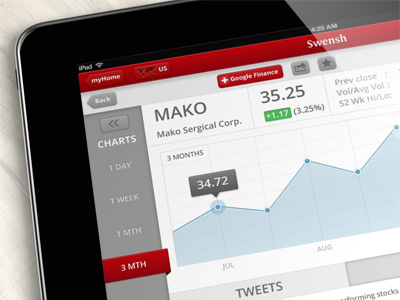 iPad
4:20 AM
Swensh
myHome
US
+ Google Finance
Back
MAKO
Mako Sergical Corp.
35.25
+1.17 (3.25%)
Prev close :
Vol/Avg Vol :
52 Wk Hi/Lo:
CHARTS
1 DAY
1 WEEK
1 MTH
3 MTH
3 MONTHS
34.72
JUL
AUG
TWEETS
forming stocks